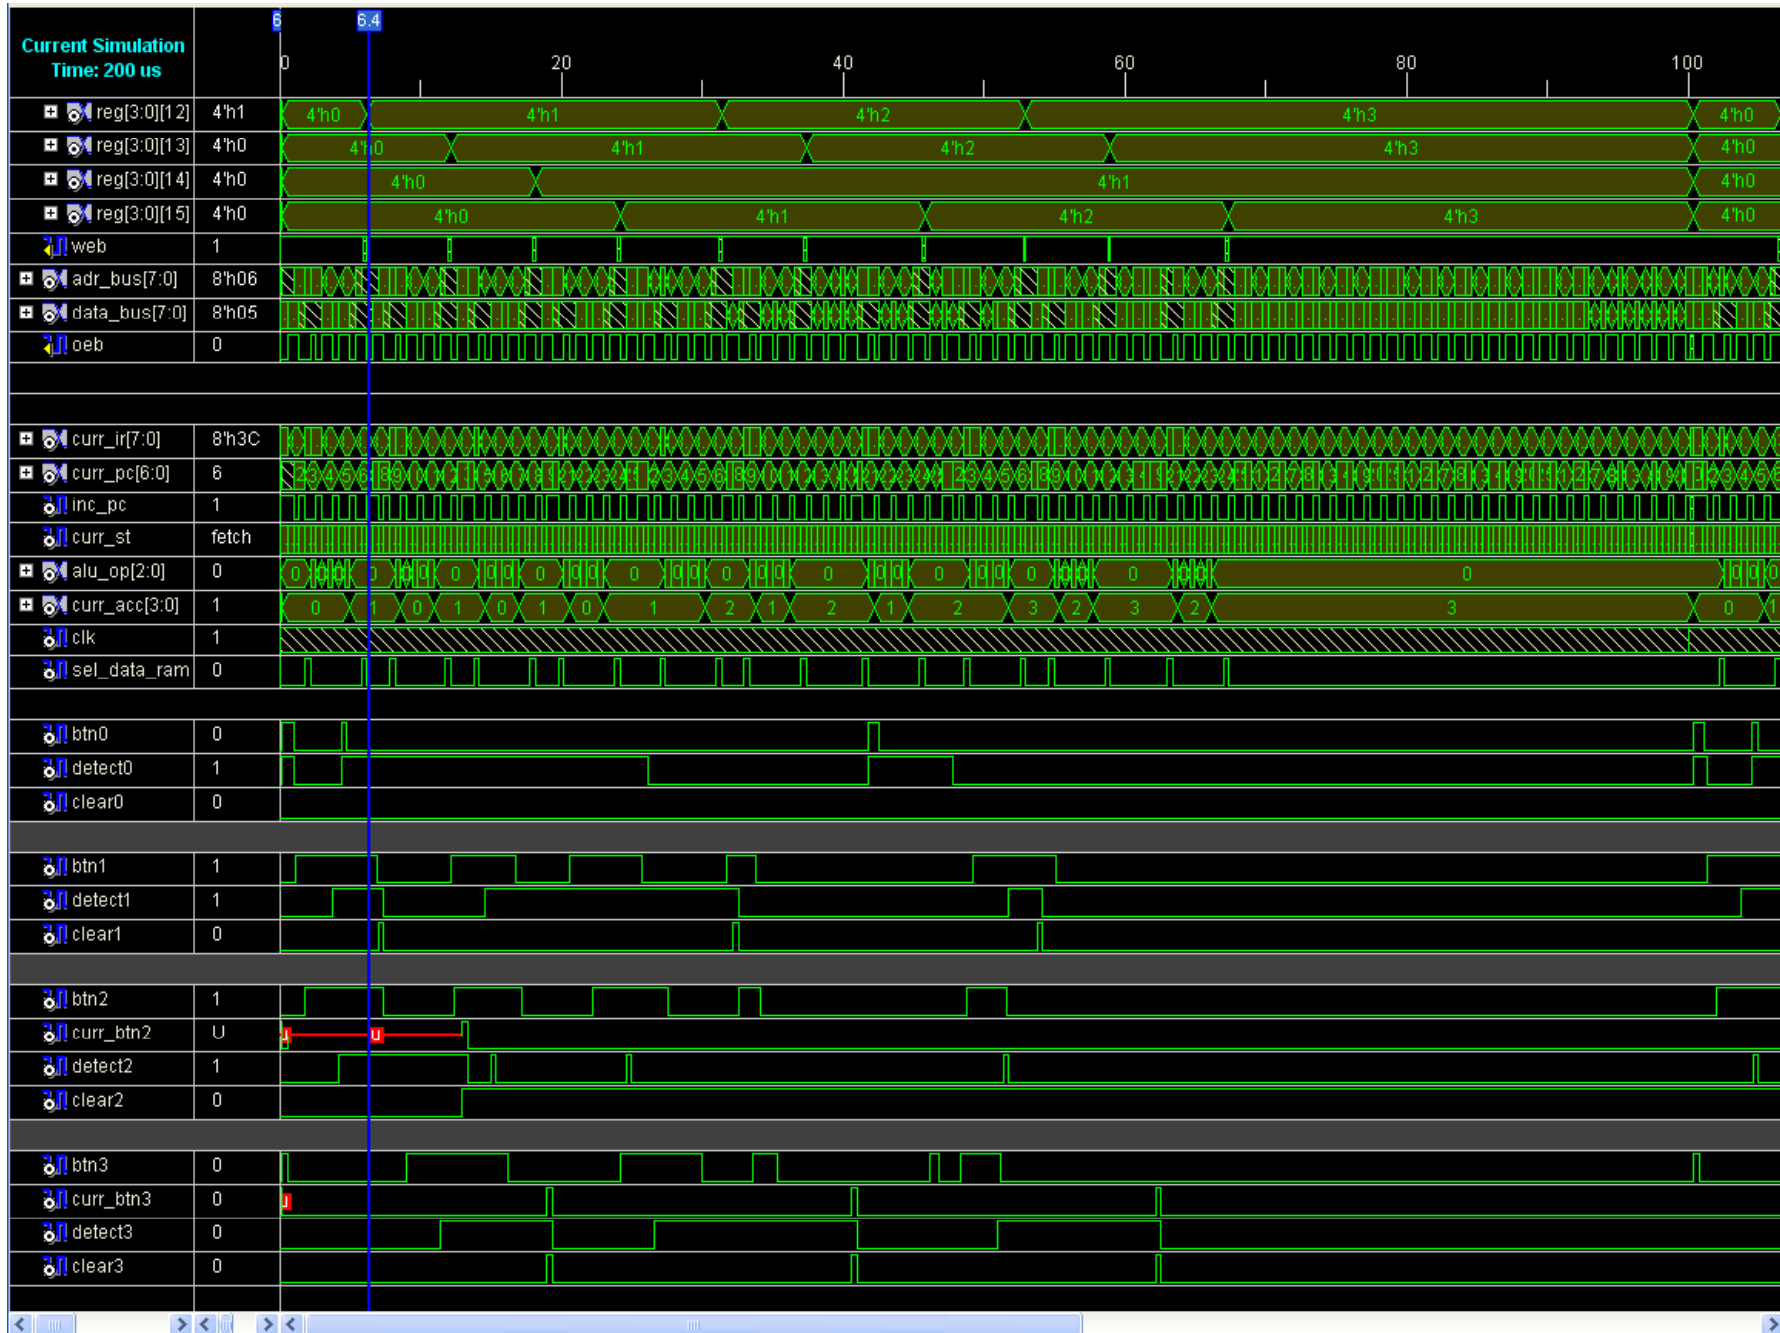 6 6.4
Current Simulation
Time: 200 us
0 20 40 60 80 100
reg[3:0][12] 4'h1 4'h0 4'h1 4'h2 4'h3 4'h0
reg[3:0][13] 4'h0 4'h0 4'h1 4'h2 4'h3 4'h0
reg[3:0][14] 4'h0 4'h0 4'h1 4'h0
reg[3:0][15] 4'h0 4'h0 4'h1 4'h2 4'h3 4'h0
web 1
adr_bus[7:0] 8'h06
data_bus[7:0] 8'h05
oeb 0
curr_ir[7:0] 8'h3C
curr_pc[6:0] 6
inc_pc 1
curr_st fetch
alu_op[2:0] 0
curr_acc[3:0] 1 0 1 0 1 0 1 0 1 2 1 2 1 2 3 2 3 2 3 0 1
clk 1
sel_data_ram 0
btn0 0
detect0 1
clear0 0
btn1 1
detect1 1
clear1 0
btn2 1
curr_btn2 U U
detect2 1
clear2 0
btn3 0
curr_btn3 0
detect3 0
clear3 0